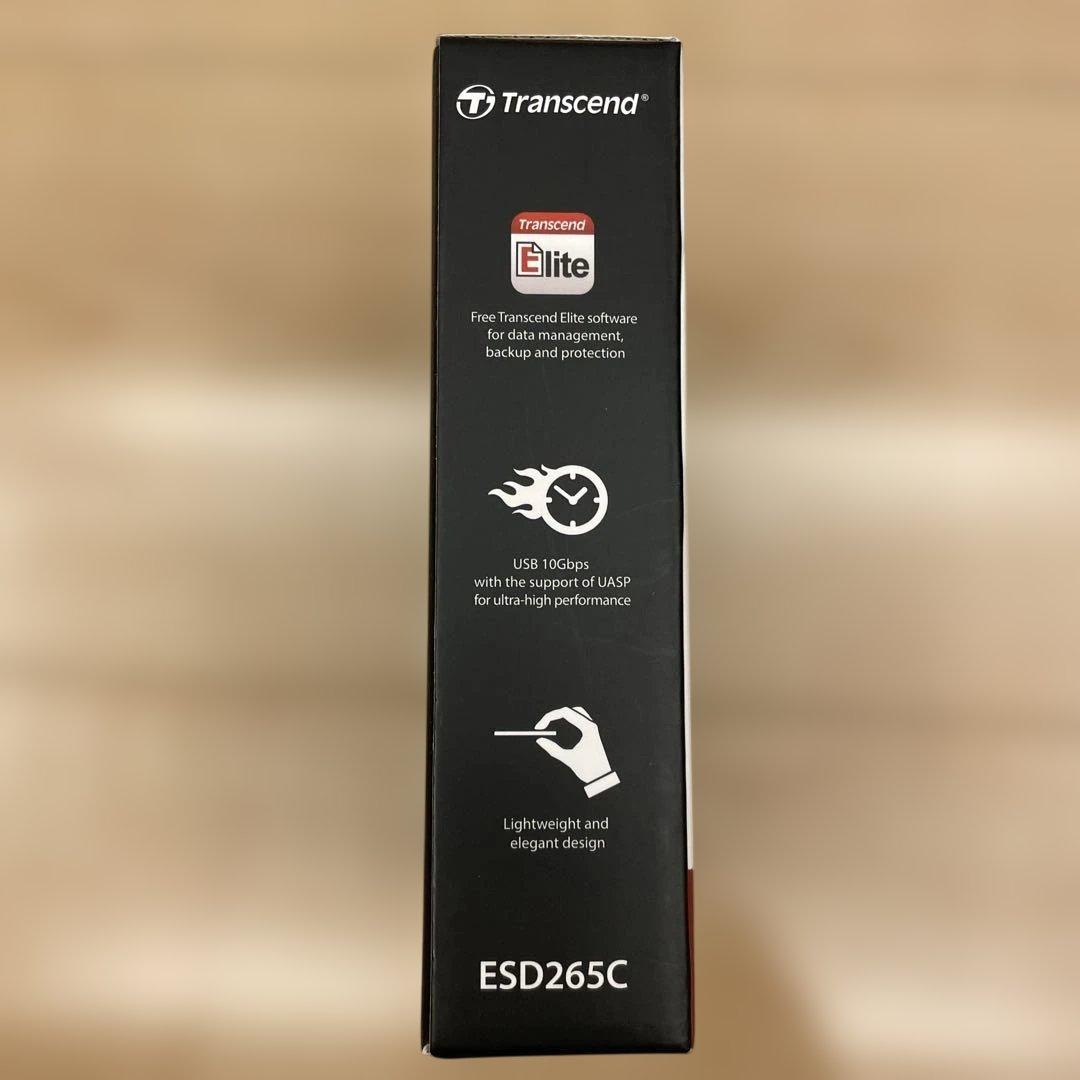 Transcend®
Transcend
Elite
Free Transcend Elite software
for data management,
backup and protection
USB 10Gbps
with the support of UASP
for ultra-high performance
Lightweight and
elegant design
ESD265C